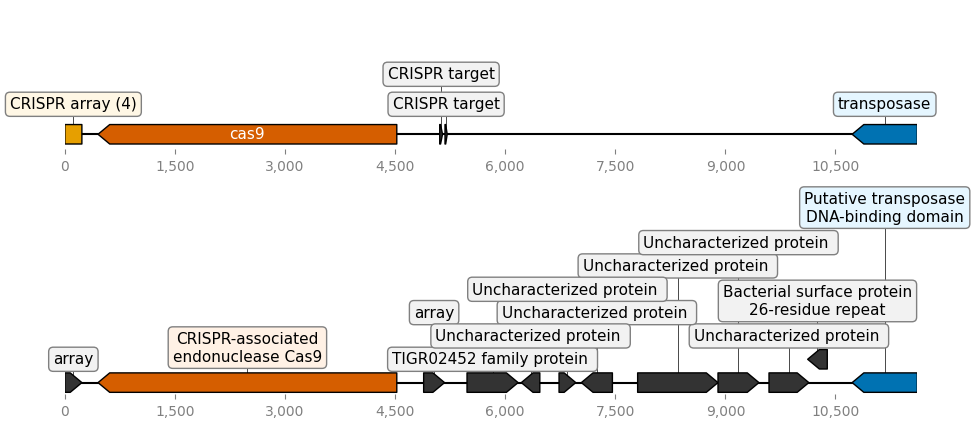 CRISPR target
CRISPR array (4)
CRISPR target
transposase
cas9
0
1,500
3,000
4,500
6,000
7,500
9,000
10,500
Putative transposase
DNA-binding domain
Uncharacterized protein
Uncharacterized protein
Uncharacterized protein
Bacterial surface protein
26-residue repeat
array
Uncharacterized protein
CRISPR-associated
endonuclease Cas9
Uncharacterized protein
Uncharacterized protein
array
TIGR02452 family protein
0
1,500
3,000
4,500
6,000
7,500
9,000
10,500